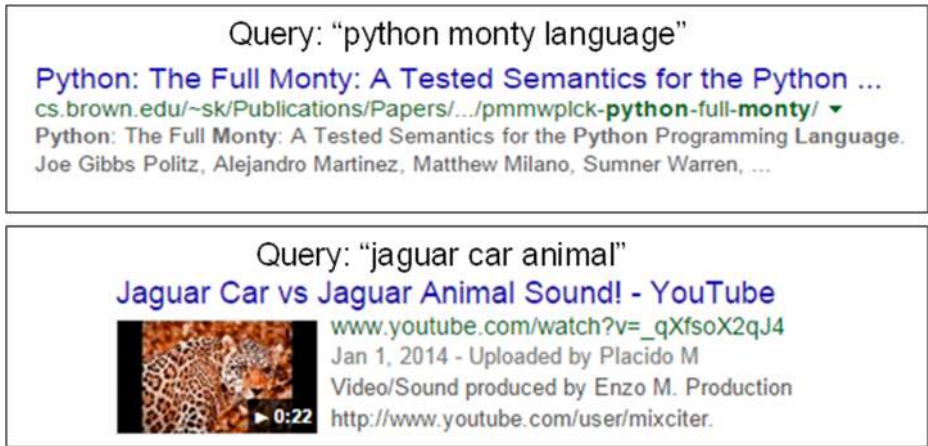 Query: “python monty language”
Python: The Full Monty: A Tested Semantics for the Python ...
cs.brown.edu/~sk/Publications/Papers/.../pmmwplck-python-full-monty/
Python: The Full Monty: A Tested Semantics for the Python Programming Language.
Joe Gibbs Politz, Alejandro Martinez, Matthew Milano, Sumner Warren, ...
Query: “jaguar car animal”
Jaguar Car vs Jaguar Animal Sound! - YouTube
www.youtube.com/watch?v=_qXfsoX2qJ4
Jan 1, 2014 - Uploaded by Placido M
Video/Sound produced by Enzo M. Production
0:22
http://www.youtube.com/user/mixciter.